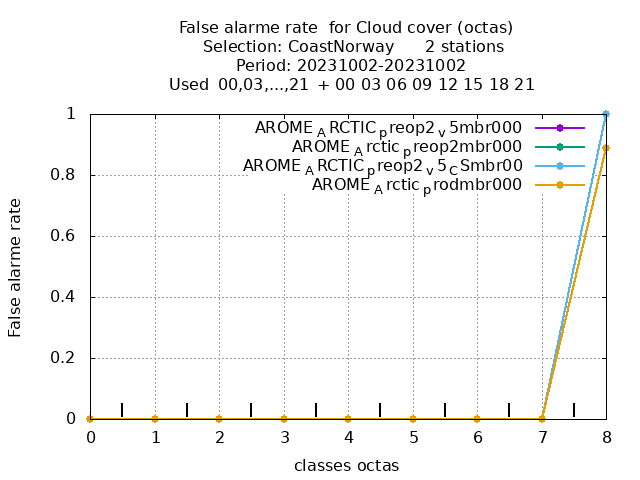 False alarme rate  for Cloud cover (octas)
Selection: CoastNorway      2 stations
Period: 20231002-20231002
Used  00,03,...,21  + 00 03 06 09 12 15 18 21
AROME_ARCTIC_preop2_v5mbr000
AROME_Arctic_preop2mbr000
AROME_ARCTIC_preop2_v5_CSmbr00
AROME_Arctic_prodmbr000
1
0.8
0.6
0.4
0.2
0
False alarme rate
0 1 2 3 4 5 6 7 8
classes octas